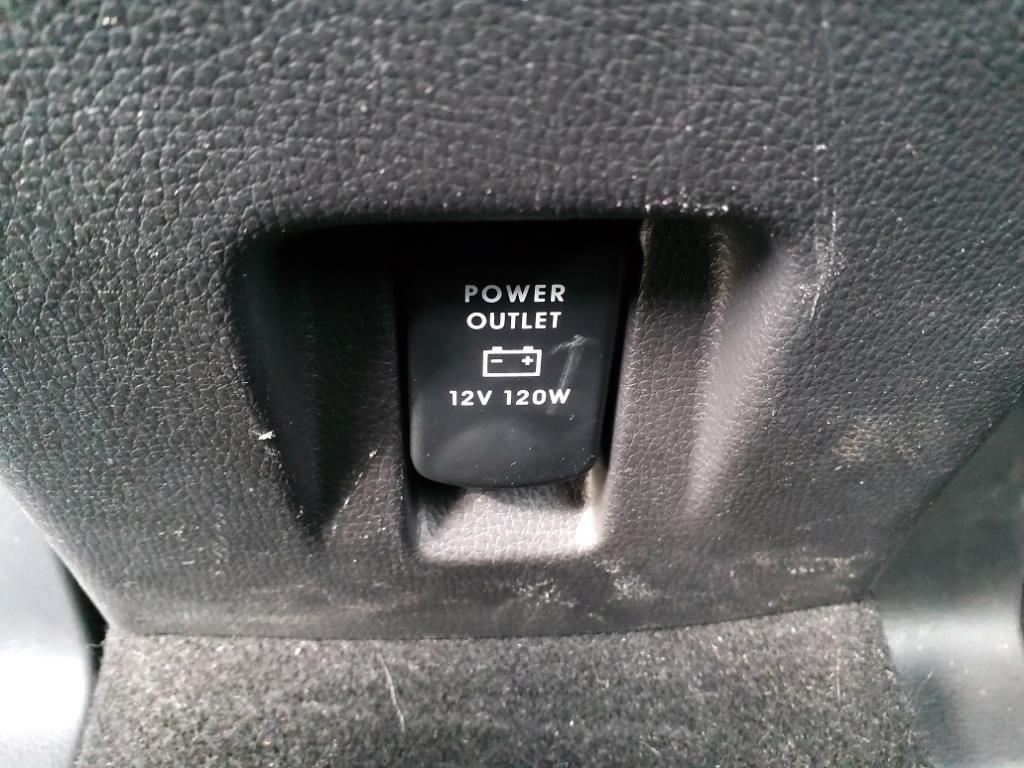 POWER
OUTLET
- +
12V 120W